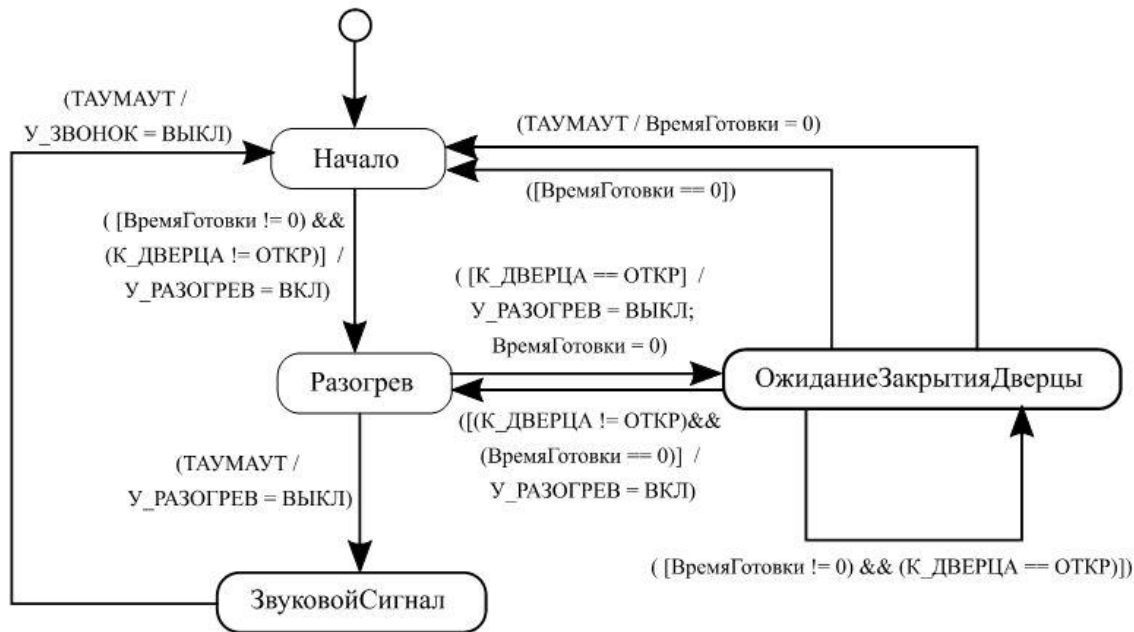 (ТАУМАУТ /
У_ЗВОНОК = ВЫКЛ)
(ТАУМАУТ / ВремяГотовки = 0)
Начало
([ВремяГотовки == 0])
( [ВремяГотовки != 0) &&
(К_ДВЕРЦА != ОТКР)] /
У_РАЗОГРЕВ = ВКЛ)
( [К_ДВЕРЦА == ОТКР] /
У_РАЗОГРЕВ = ВЫКЛ;
ВремяГотовки = 0)
Разогрев
ОжиданиеЗакрытияДверцы
([(К_ДВЕРЦА != ОТКР)&&
(ВремяГотовки == 0)] /
У_РАЗОГРЕВ = ВКЛ)
(ТАУМАУТ /
У_РАЗОГРЕВ = ВЫКЛ)
( [ВремяГотовки != 0) && (К_ДВЕРЦА == ОТКР)])
ЗвуковойСигнал